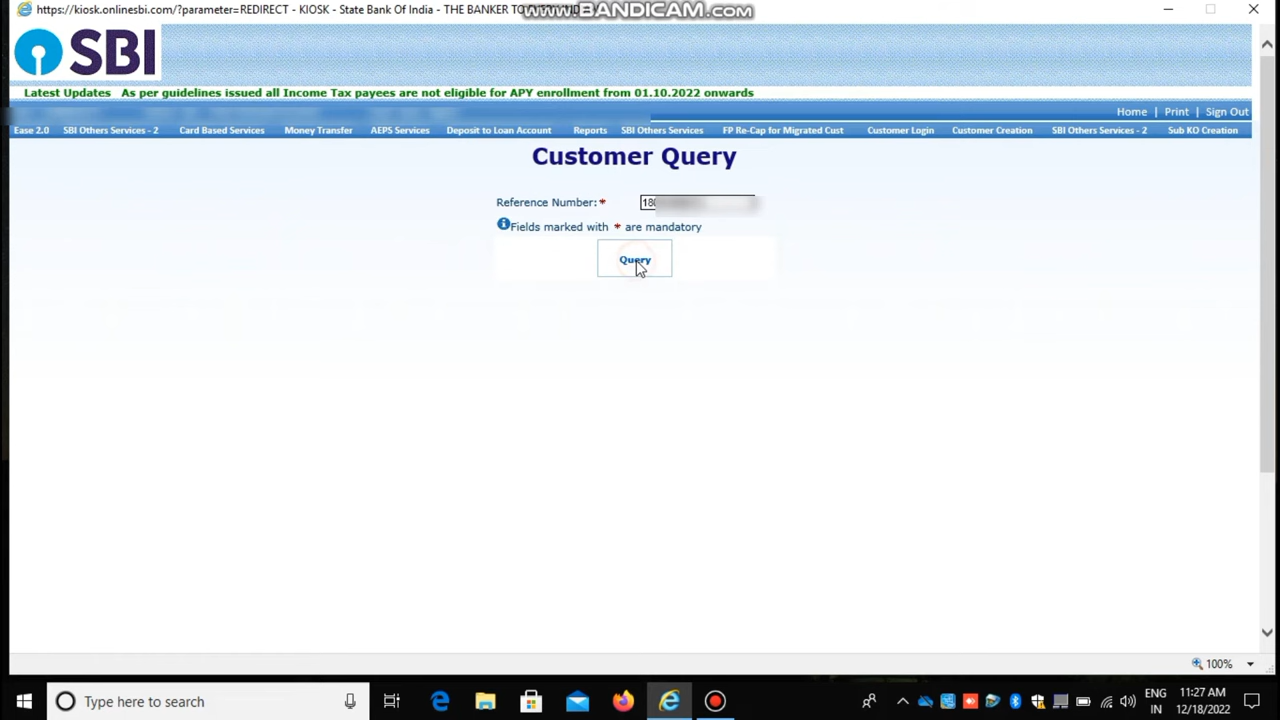 https://kiosk.onlinesbi.com/?parameter=REDIRECT - KIOSK - State Bank Of India - THE BANKER TO
www.BANDICAM.com
SBI
Latest Updates As per guidelines issued all Income Tax payees are not eligible for APY enrollment from 01.10.2022 onwards
Home | Print | Sign Out
Ease 2.0 SBI Others Services - 2 Card Based Services Money Transfer AEPS Services Deposit to Loan Account Reports SBI Others Services FP Re-Cap for Migrated Cust Customer Login Customer Creation SBI Others Services - 2 Sub KO Creation
Customer Query
Reference Number: *
Fields marked with * are mandatory
Query
100%
Type here to search
ENG
IN
11:27 AM
12/18/2022